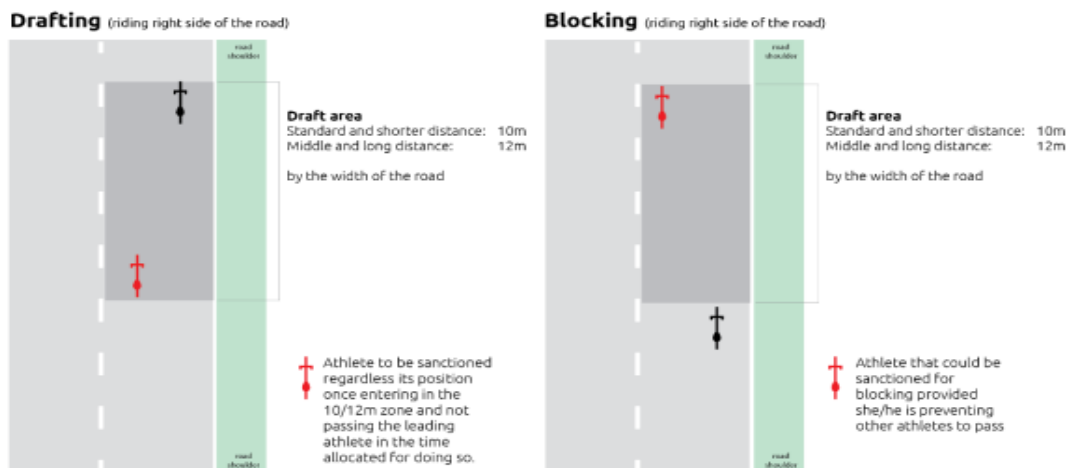 Drafting (riding right side of the road)
road
shoulder
Draft area
Standard and shorter distance: 10m
Middle and long distance: 12m
by the width of the road
Athlete to be sanctioned
regardless its position
once entering in the
10/12m zone and not
passing the leading
athlete in the time
allocated for doing so.
road
shoulder
Blocking (riding right side of the road)
road
shoulder
Draft area
Standard and shorter distance: 10m
Middle and long distance: 12m
by the width of the road
Athlete that could be
sanctioned for
blocking provided
she/he is preventing
other athletes to pass
road
shoulder